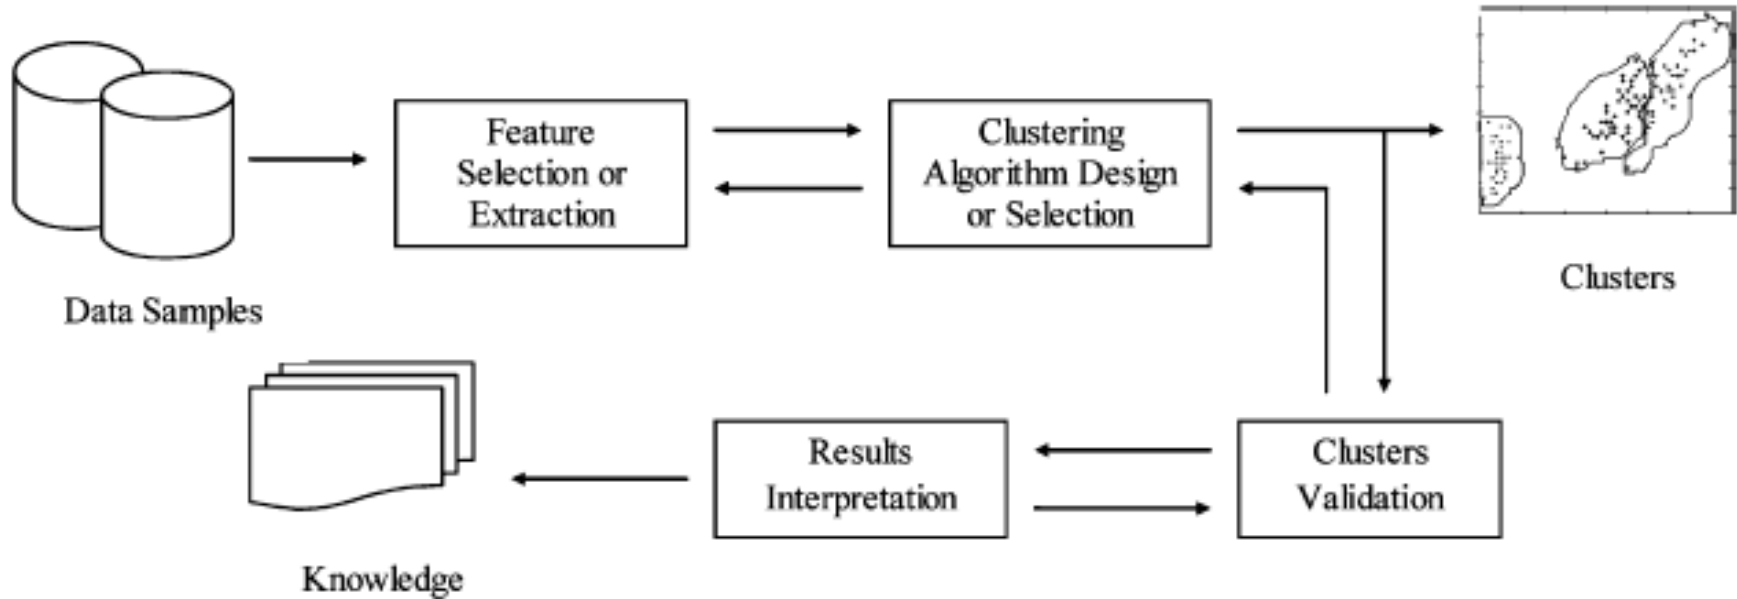 Feature
Selection or
Extraction
Clustering
Algorithm Design
or Selection
Clusters
Data Samples
Results
Interpretation
Clusters
Validation
Knowledge